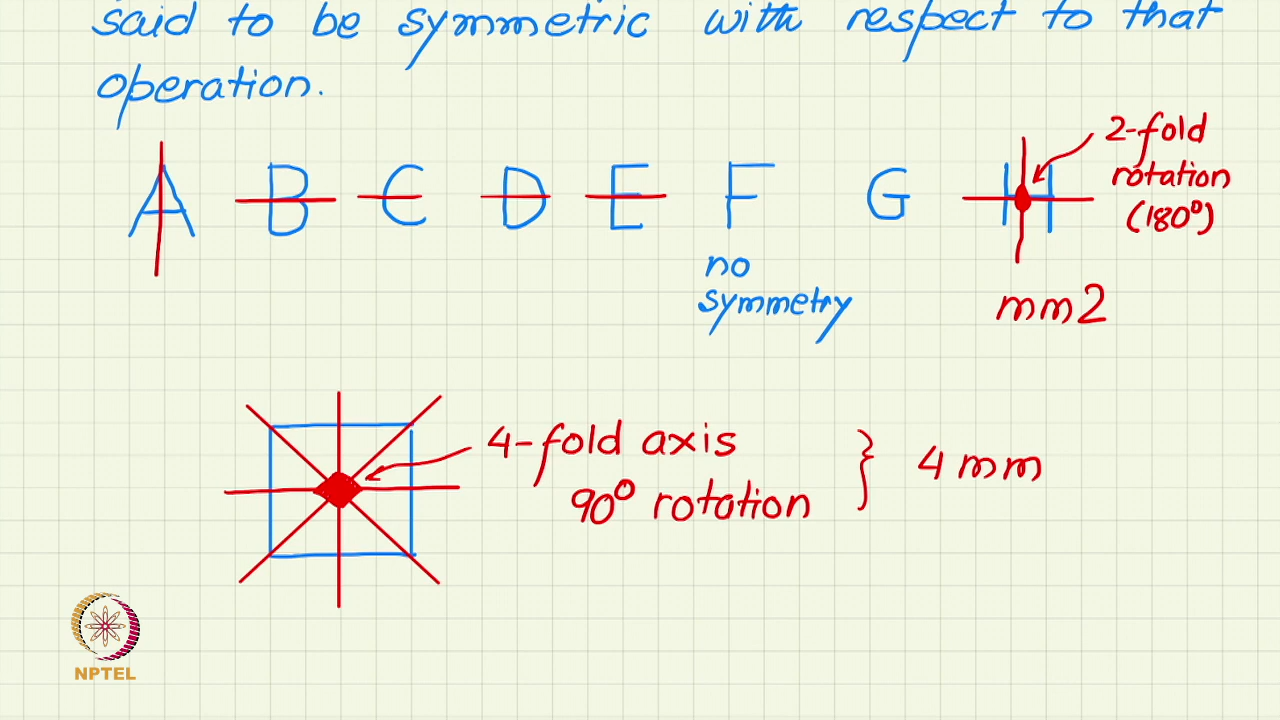 said to be symmetric with respect to that
operation.
A B C D E F G H
2-fold
rotation
(180°)
no
symmetry
mm2
4-fold axis
90° rotation
} 4mm
NPTEL